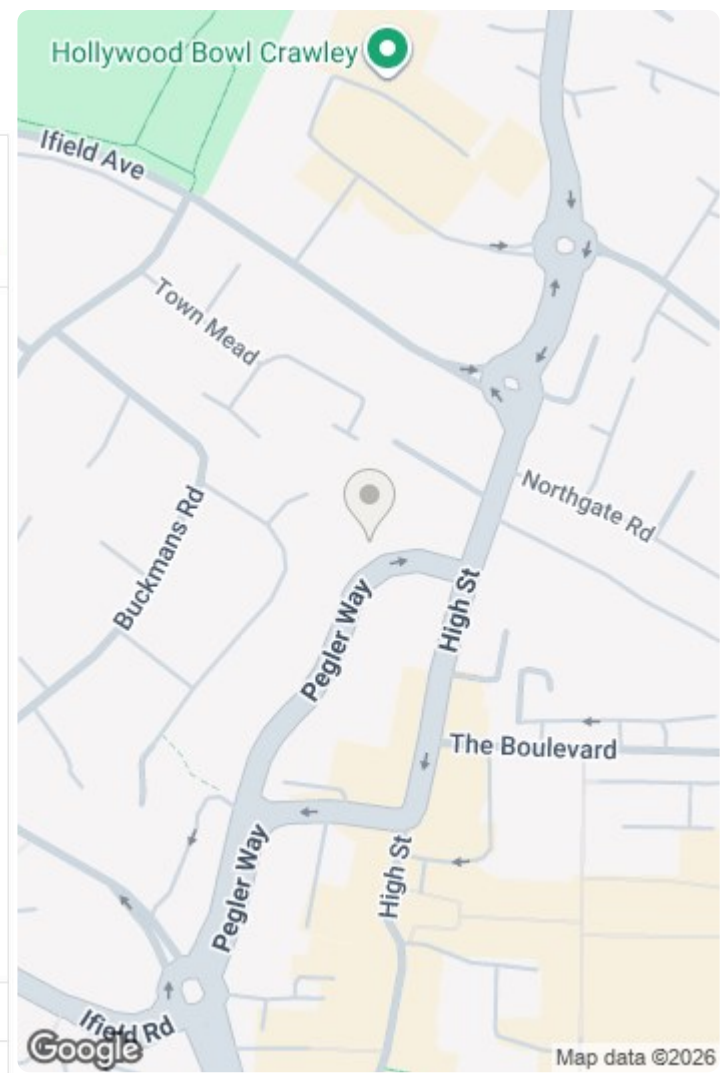 Hollywood Bowl Crawley
Ifield Ave
Town Mead
Northgate Rd
Buckmans Rd
High St
Pegler Way
The Boulevard
High St
Pegler Way
Ifield Rd
Google
Map data ©2026